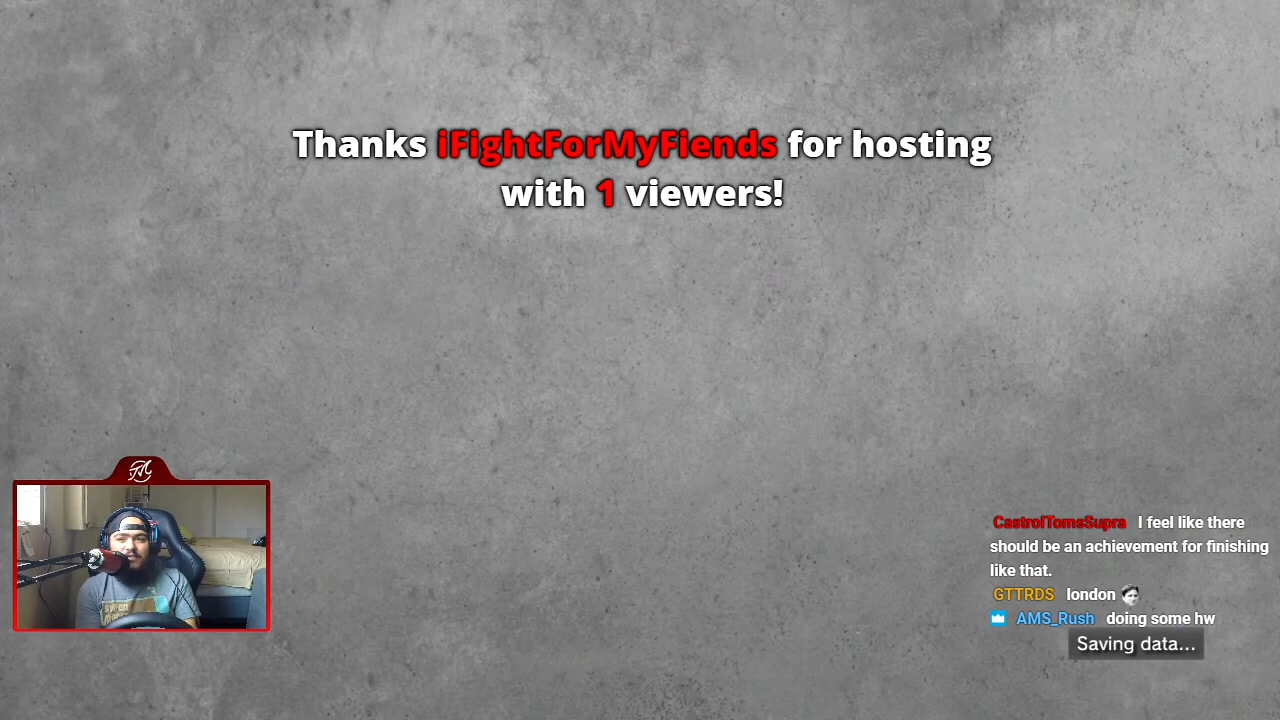 Thanks iFightForMyFiends for hosting
with 1 viewers!
CastrolTomsSupra I feel like there
should be an achievement for finishing
like that.
GTTRDS london
AMS_Rush doing some hw
Saving data...